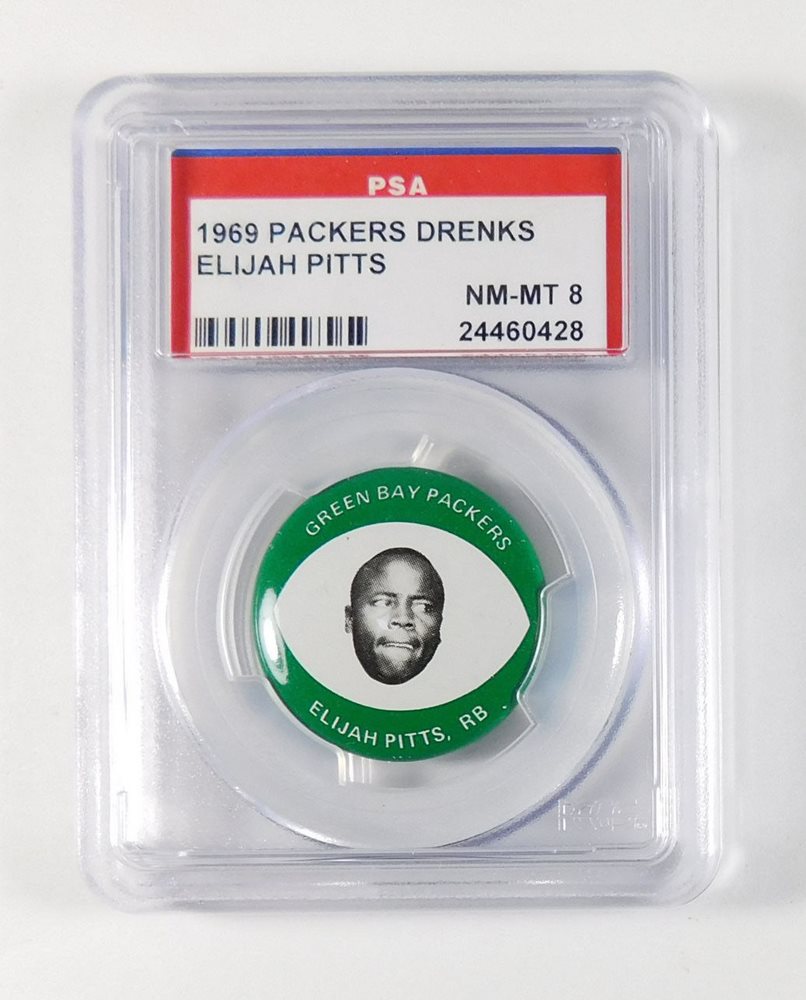 PSA
1969 PACKERS DRENKS
ELIJAH PITTS
NM-MT 8
24460428
GREEN BAY PACKERS
ELIJAH PITTS, RB